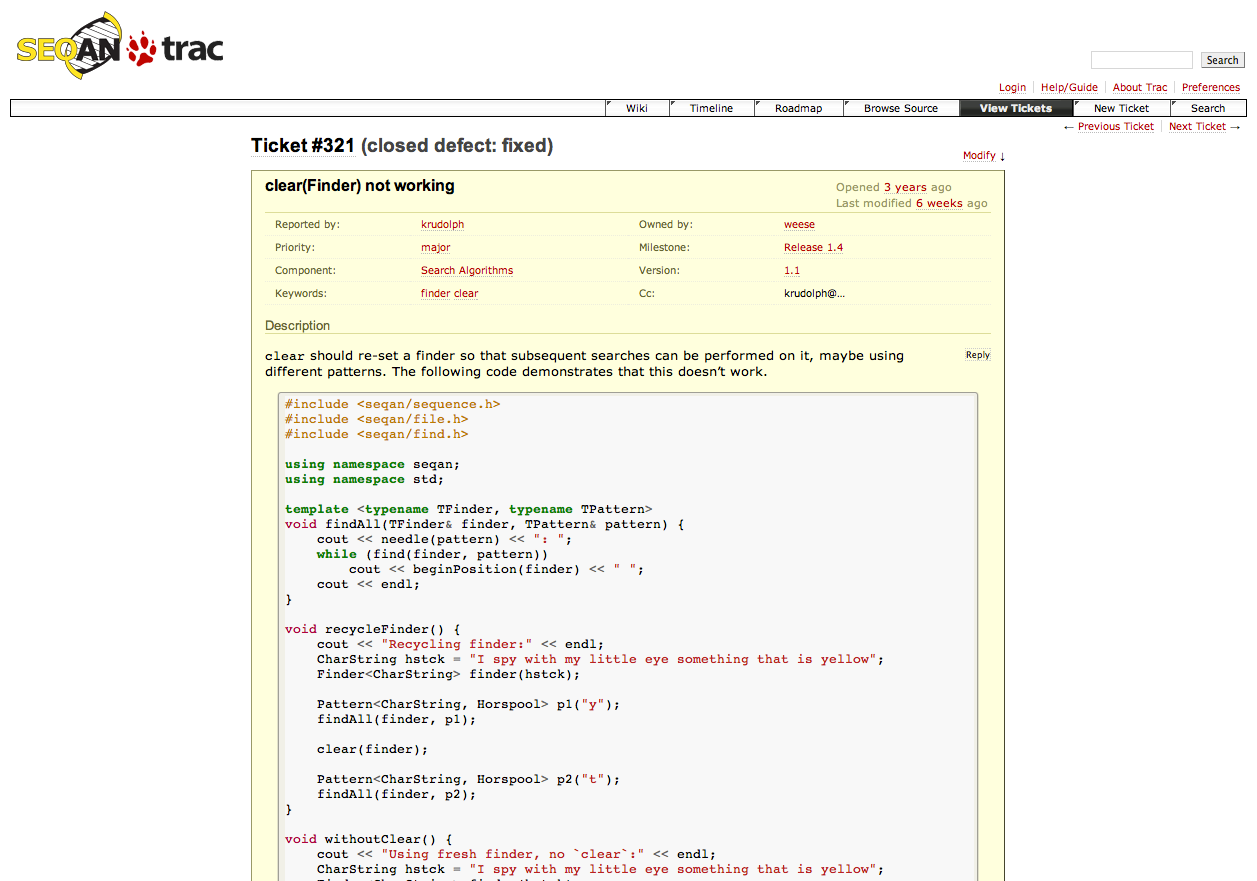 SEQAN trac
Search
Login Help/Guide About Trac Preferences
Wiki Timeline Roadmap Browse Source View Tickets New Ticket Search
← Previous Ticket Next Ticket →
Ticket #321 (closed defect: fixed)
Modify ↓
clear(Finder) not working
Opened 3 years ago
Last modified 6 weeks ago
Reported by: krudolph Owned by: weese
Priority: major Milestone: Release 1.4
Component: Search Algorithms Version: 1.1
Keywords: finder clear Cc: krudolph@…
Description
Reply
clear should re-set a finder so that subsequent searches can be performed on it, maybe using
different patterns. The following code demonstrates that this doesn’t work.
#include <seqan/sequence.h>
#include <seqan/file.h>
#include <seqan/find.h>
using namespace seqan;
using namespace std;
template <typename TFinder, typename TPattern>
void findAll(TFinder& finder, TPattern& pattern) {
    cout << needle(pattern) << ": ";
    while (find(finder, pattern))
        cout << beginPosition(finder) << " ";
    cout << endl;
}
void recycleFinder() {
    cout << "Recycling finder:" << endl;
    CharString hstck = "I spy with my little eye something that is yellow";
    Finder<CharString> finder(hstck);
    Pattern<CharString, Horspool> p1("y");
    findAll(finder, p1);
    clear(finder);
    Pattern<CharString, Horspool> p2("t");
    findAll(finder, p2);
}
void withoutClear() {
    cout << "Using fresh finder, no `clear`:" << endl;
    CharString hstck = "I spy with my little eye something that is yellow";